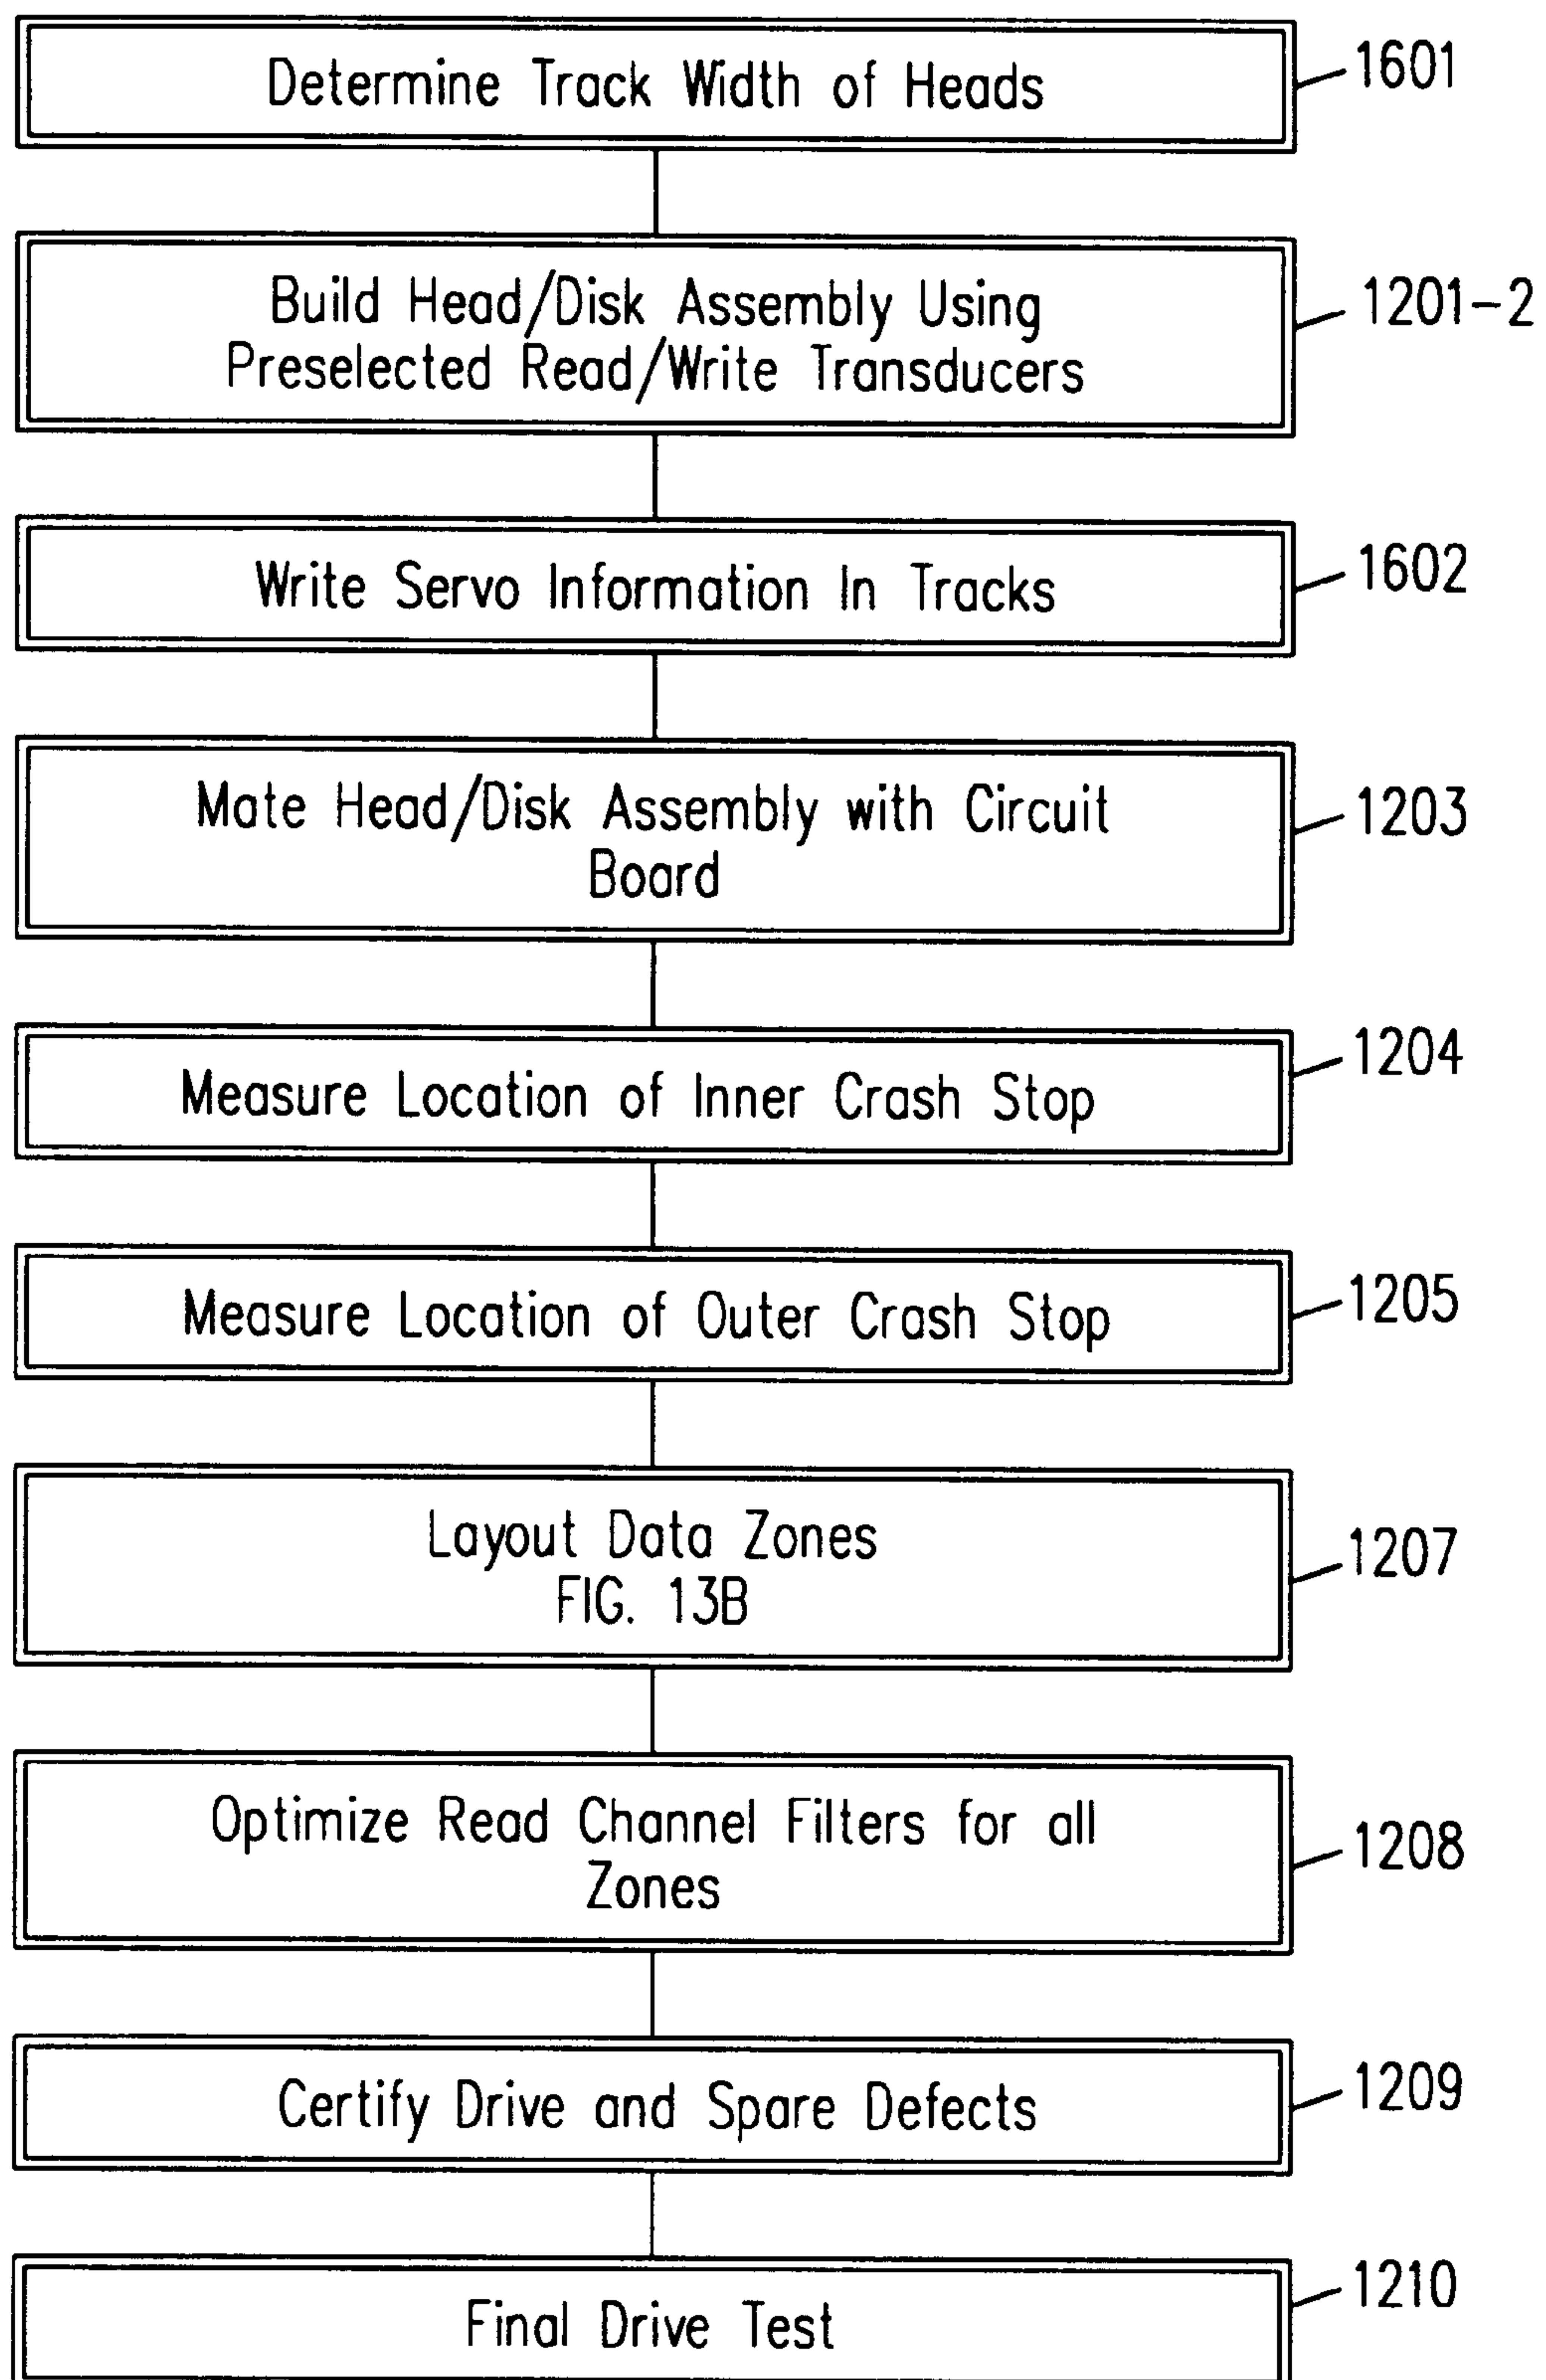 Determine Track Width of Heads
1601
Build Head/Disk Assembly Using
Preselected Read/Write Transducers
1201-2
Write Servo Information In Tracks
1602
Mate Head/Disk Assembly with Circuit
Board
1203
Measure Location of Inner Crash Stop
1204
Measure Location of Outer Crash Stop
1205
Layout Data Zones
FIG. 13B
1207
Optimize Read Channel Filters for all
Zones
1208
Certify Drive and Spare Defects
1209
Final Drive Test
1210